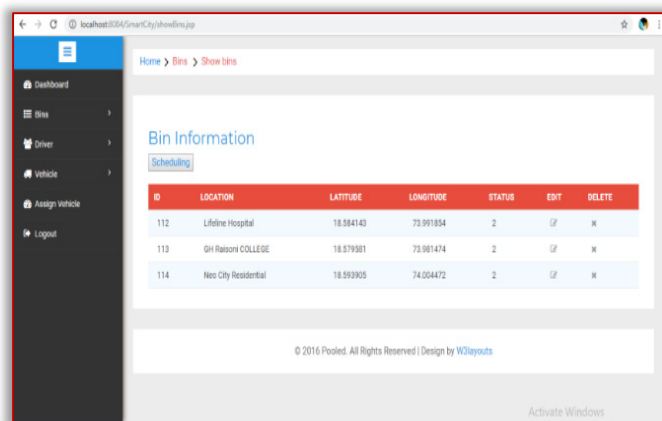 localhost:8084/SmartCity/showBins.jsp
Home ❯ Bins ❯ Show bins
Dashboard
Bins
Driver
Vehicle
Assign Vehicle
Logout
Bin Information
Scheduling
ID LOCATION LATITUDE LONGITUDE STATUS EDIT DELETE
112 Lifeline Hospital 18.584143 73.991854 2
113 GH Raisoni COLLEGE 18.579581 73.981474 2
114 Neo City Residential 18.593905 74.004472 2
© 2016 Pooled. All Rights Reserved | Design by W3layouts
Activate Windows